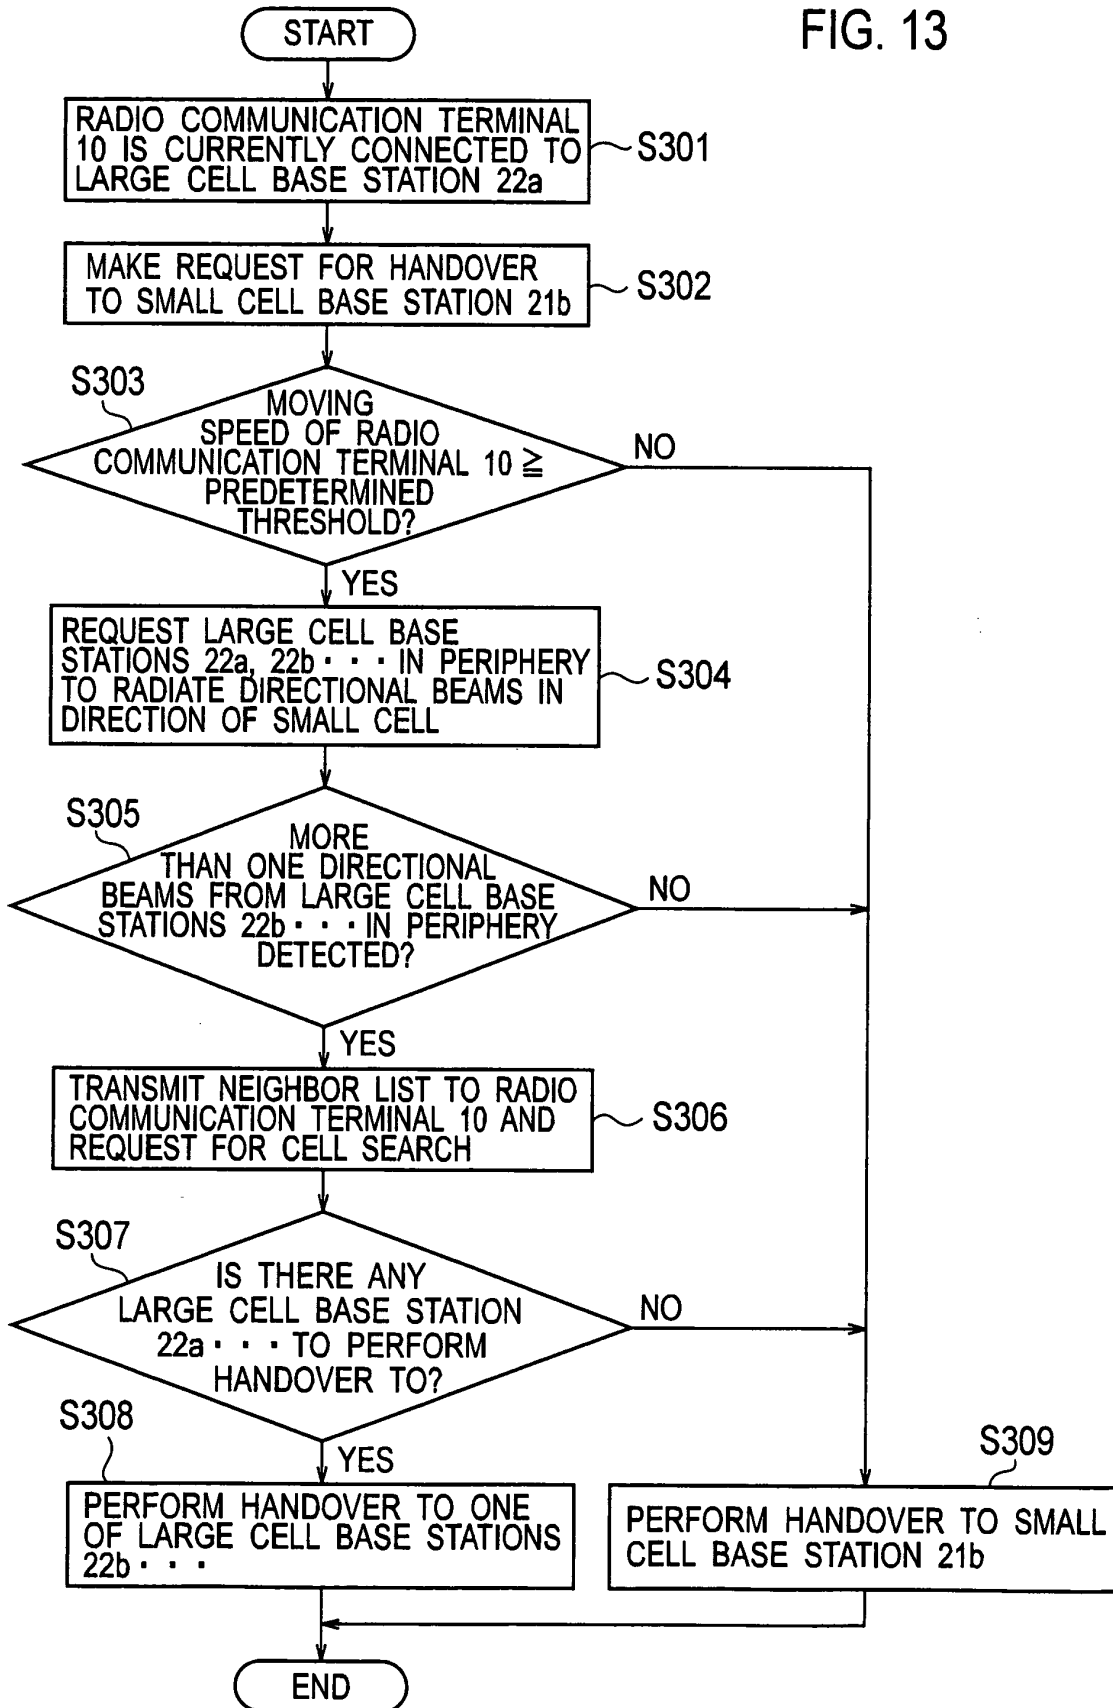 FIG. 13
START
RADIO COMMUNICATION TERMINAL
10 IS CURRENTLY CONNECTED TO
LARGE CELL BASE STATION 22a
S301
MAKE REQUEST FOR HANDOVER
TO SMALL CELL BASE STATION 21b
S302
S303
MOVING
SPEED OF RADIO
COMMUNICATION TERMINAL 10 ≧
PREDETERMINED
THRESHOLD?
NO
YES
REQUEST LARGE CELL BASE
STATIONS 22a, 22b · · · IN PERIPHERY
TO RADIATE DIRECTIONAL BEAMS IN
DIRECTION OF SMALL CELL
S304
S305
MORE
THAN ONE DIRECTIONAL
BEAMS FROM LARGE CELL BASE
STATIONS 22b · · · IN PERIPHERY
DETECTED?
NO
YES
TRANSMIT NEIGHBOR LIST TO RADIO
COMMUNICATION TERMINAL 10 AND
REQUEST FOR CELL SEARCH
S306
S307
IS THERE ANY
LARGE CELL BASE STATION
22a · · · TO PERFORM
HANDOVER TO?
NO
YES
S308
PERFORM HANDOVER TO ONE
OF LARGE CELL BASE STATIONS
22b · · ·
S309
PERFORM HANDOVER TO SMALL
CELL BASE STATION 21b
END